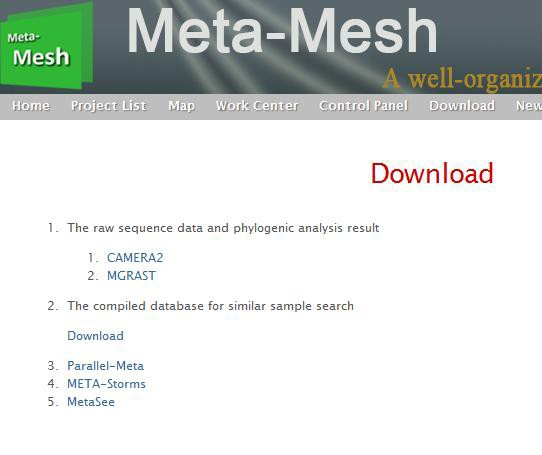 Meta-
Mesh
Meta-Mesh
A well-organiz
Home Project List Map Work Center Control Panel Download New
Download
1. The raw sequence data and phylogenic analysis result
1. CAMERA2
2. MGRAST
2. The compiled database for similar sample search
Download
3. Parallel-Meta
4. META-Storms
5. MetaSee